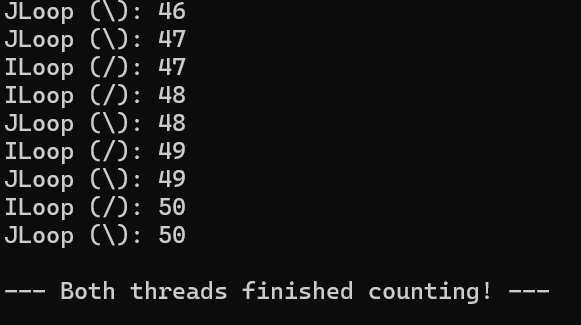 JLoop (\): 46
JLoop (\): 47
ILoop (/): 47
ILoop (/): 48
JLoop (\): 48
ILoop (/): 49
JLoop (\): 49
ILoop (/): 50
JLoop (\): 50
--- Both threads finished counting! ---